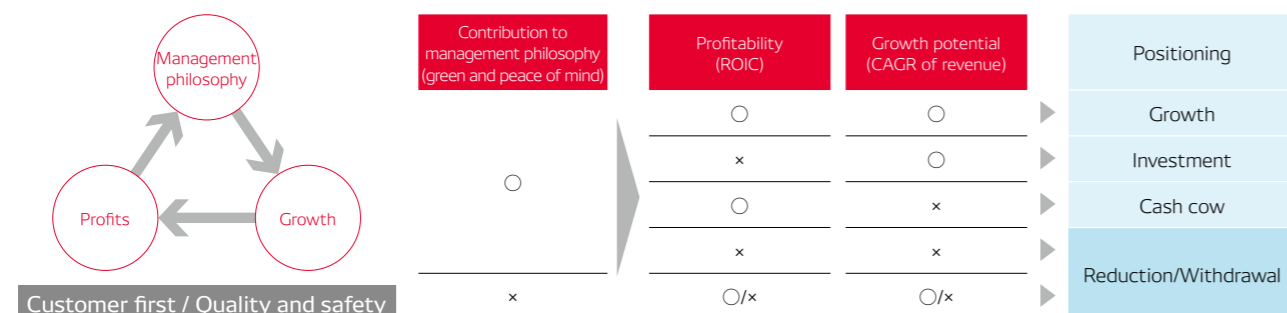 Management
philosophy
Profits
Growth
Customer first / Quality and safety
Contribution to
management philosophy
(green and peace of mind)
Profitability
(ROIC)
Growth potential
(CAGR of revenue)
Positioning
○
○
○
Growth
×
○
Investment
○
×
Cash cow
×
×
Reduction/Withdrawal
×
○/×
○/×